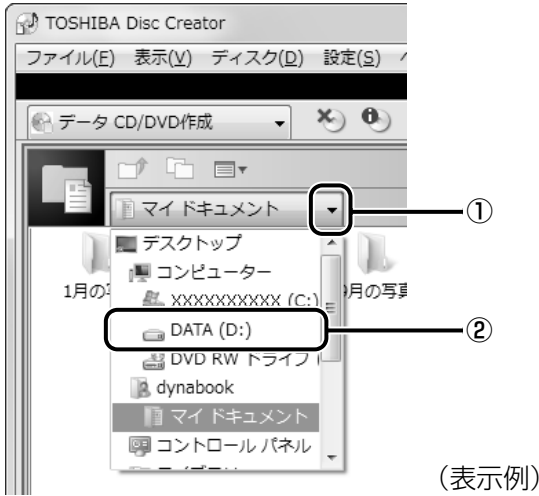 TOSHIBA Disc Creator
ファイル(F) 表示(V) ディスク(D) 設定(S)
データ CD/DVD作成
マイ ドキュメント
①
デスクトップ
コンピューター
1月の
9月の写真
XXXXXXXXXX (C:)
DATA (D:)
②
DVD RW ドライブ (
dynabook
マイ ドキュメント
コントロール パネル
(表示例)